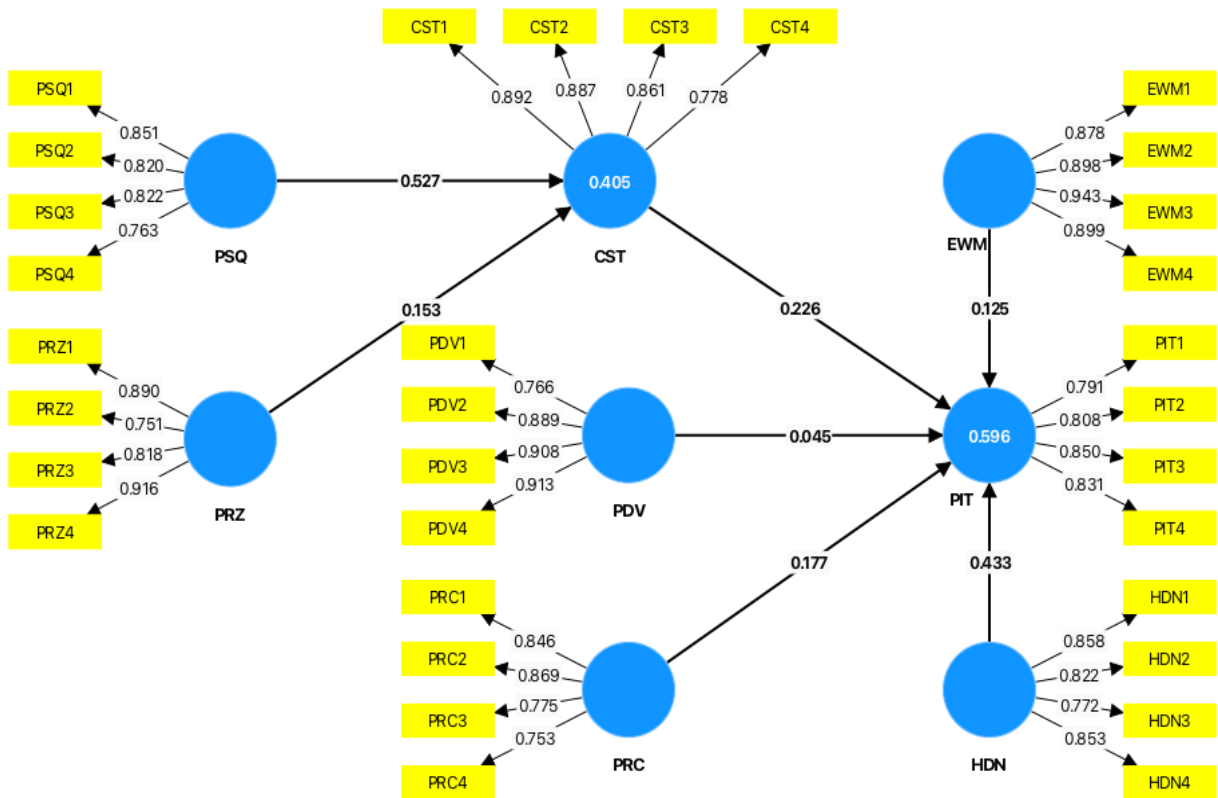 CST1
CST2
CST3
CST4
0.892
0.887
0.861
0.778
PSQ1
PSQ2
PSQ3
PSQ4
0.851
0.820
0.822
0.763
PSQ
0.527
0.405
CST
EWM1
EWM2
EWM3
EWM4
0.878
0.898
0.943
0.899
EWM
0.153
0.226
0.125
PRZ1
PRZ2
PRZ3
PRZ4
0.890
0.751
0.818
0.916
PRZ
PDV1
PDV2
PDV3
PDV4
0.766
0.889
0.908
0.913
PDV
0.045
0.596
PIT
PIT1
PIT2
PIT3
PIT4
0.791
0.808
0.850
0.831
0.177
0.433
PRC1
PRC2
PRC3
PRC4
0.846
0.869
0.775
0.753
PRC
HDN1
HDN2
HDN3
HDN4
0.858
0.822
0.772
0.853
HDN